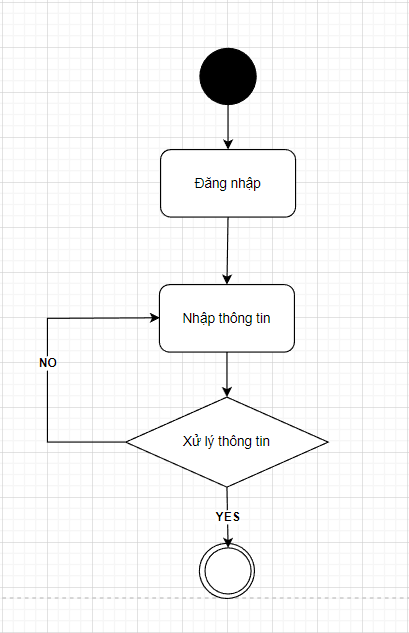 Đăng nhập
Nhập thông tin
NO
Xử lý thông tin
YES